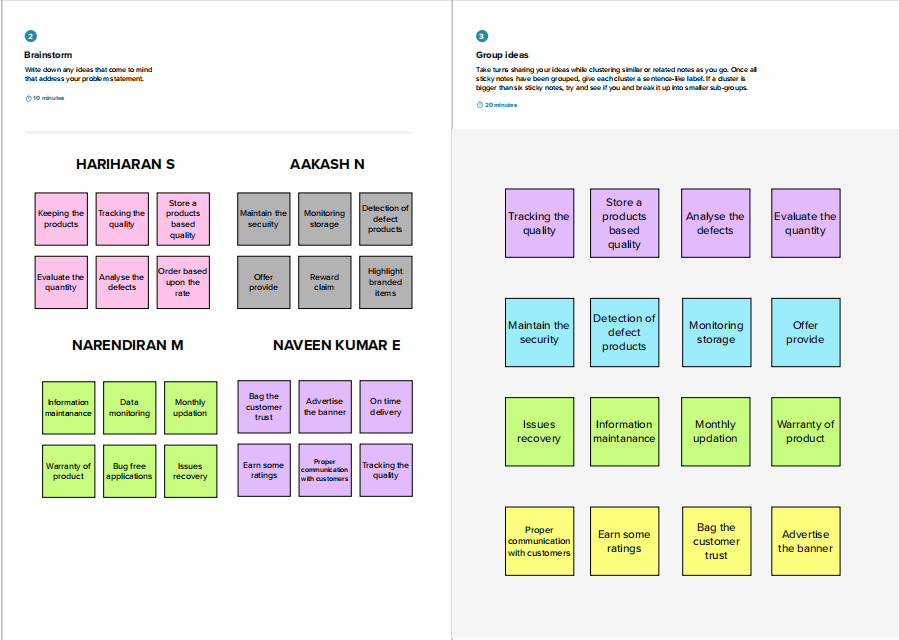 2
Brainstorm
Write down any ideas that come to mind
that address your problem statement.
10 minutes
HARIHARAN S
Keeping the
products
Tracking the
quality
Store a
products
based
quality
Evaluate the
quantity
Analyse the
defects
Order based
upon the
rate
AAKASH N
Maintain the
security
Monitoring
storage
Detection of
defect
products
Offer
provide
Reward
claim
Highlight
branded
items
NARENDIRAN M
Information
maintanance
Data
monitoring
Monthly
updation
Warranty of
product
Bug free
applications
Issues
recovery
NAVEEN KUMAR E
Bag the
customer
trust
Advertise
the banner
On time
delivery
Earn some
ratings
Proper
communication
with customers
Tracking the
quality
3
Group ideas
Take turns sharing your ideas while clustering similar or related notes as you go. Once all
sticky notes have been grouped, give each cluster a sentence-like label. If a cluster is
bigger than six sticky notes, try and see if you and break it up into smaller sub-groups.
20 minutes
Tracking the
quality
Store a
products
based
quality
Analyse the
defects
Evaluate the
quantity
Maintain the
security
Detection of
defect
products
Monitoring
storage
Offer
provide
Issues
recovery
Information
maintanance
Monthly
updation
Warranty of
product
Proper
communication
with customers
Earn some
ratings
Bag the
customer
trust
Advertise
the banner